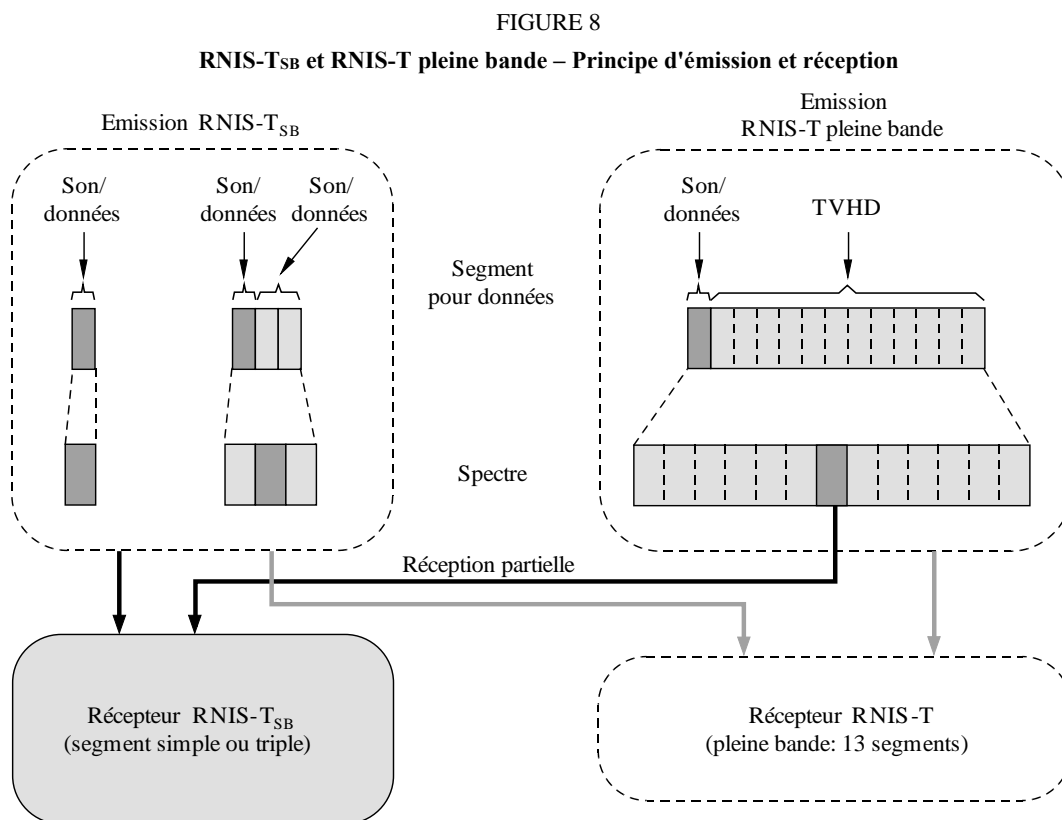 FIGURE 8
RNIS-TSB et RNIS-T pleine bande – Principe d'émission et réception
Emission RNIS-TSB
Emission
RNIS-T pleine bande
Son/
données
Son/
données
Son/
données
Son/
données
TVHD
Segment
pour données
Spectre
Réception partielle
Récepteur RNIS-TSB
(segment simple ou triple)
Récepteur RNIS-T
(pleine bande: 13 segments)